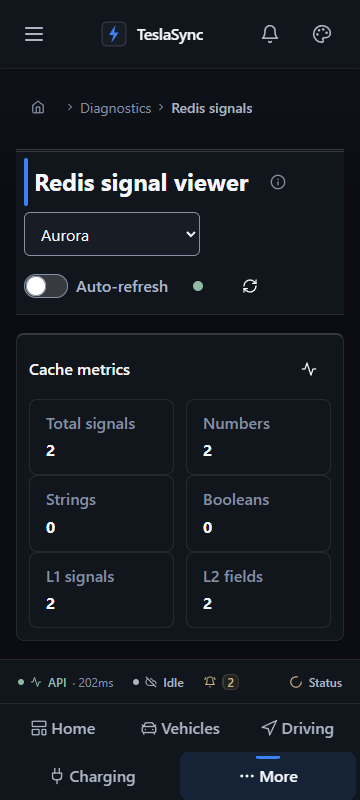 TeslaSync
Diagnostics Redis signals
Redis signal viewer
Aurora
Auto-refresh
Cache metrics
Total signals Numbers
2 2
Strings Booleans
0 0
L1 signals L2 fields
2 2
API · 202ms Idle 2 Status
Home Vehicles Driving
Charging More